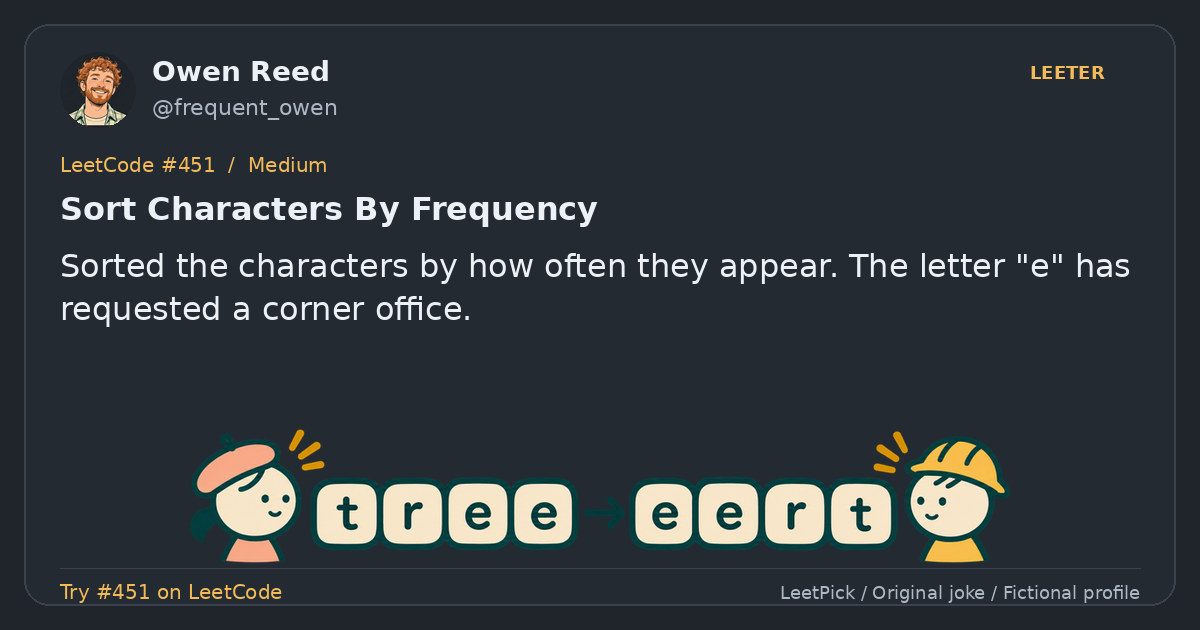 Owen Reed
LEETER
@frequent_owen
LeetCode #451 / Medium
Sort Characters By Frequency
Sorted the characters by how often they appear. The letter "e" has
requested a corner office.
t r e e → e e r t
Try #451 on LeetCode
LeetPick / Original joke / Fictional profile